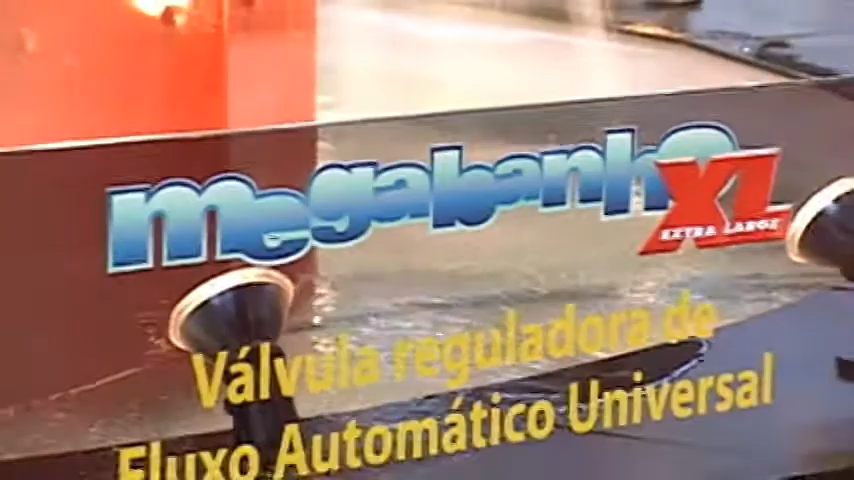 megabanho XL
EXTRA LARGE
Válvula reguladora de
Fluxo Automático Universal